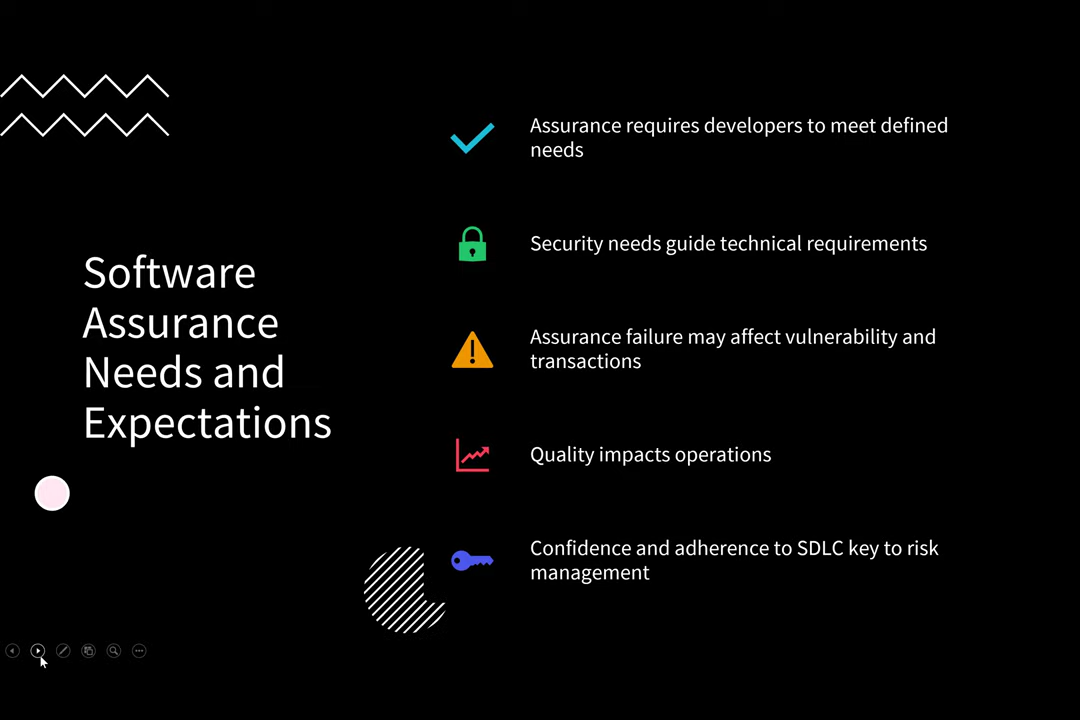 Software
Assurance
Needs and
Expectations
Assurance requires developers to meet defined
needs
Security needs guide technical requirements
Assurance failure may affect vulnerability and
transactions
Quality impacts operations
Confidence and adherence to SDLC key to risk
management